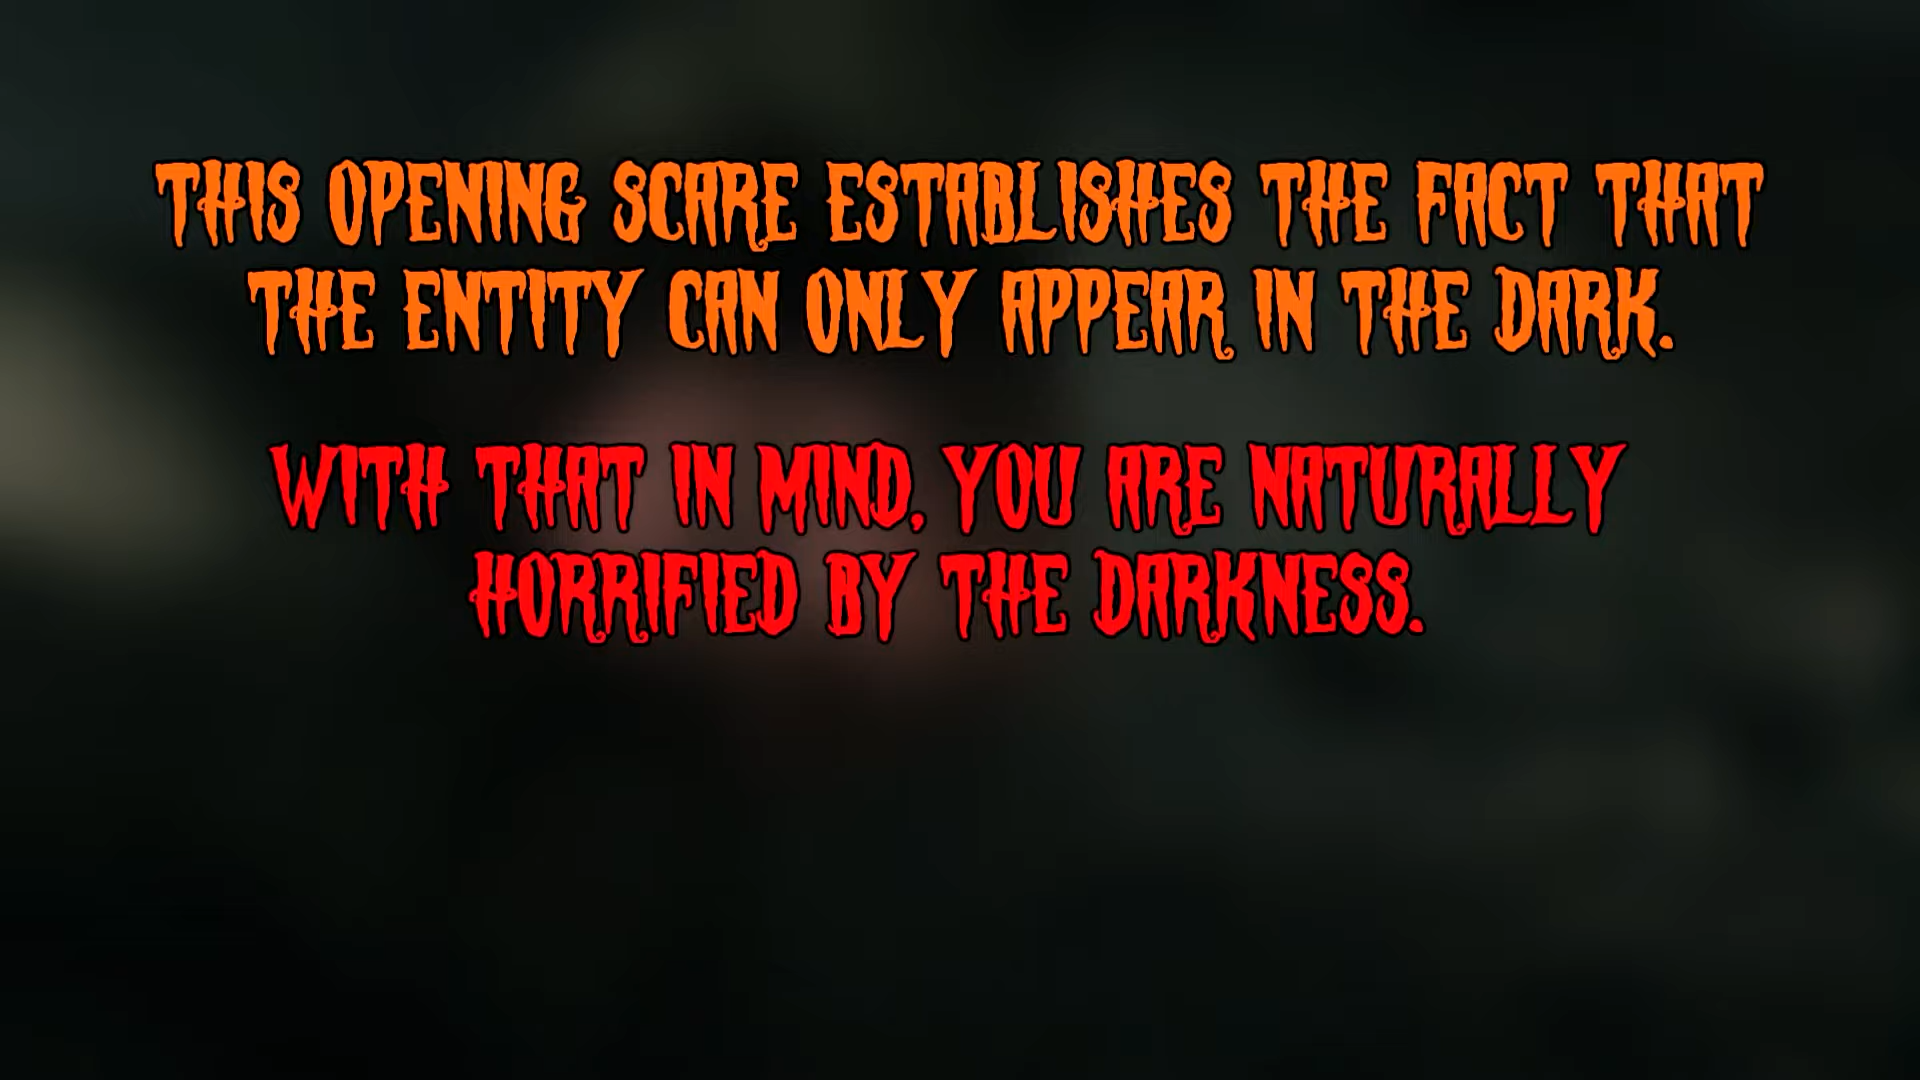 THIS OPENING SCARE ESTABLISHES THE FACT THAT
THE ENTITY CAN ONLY APPEAR IN THE DARK.
WITH THAT IN MIND, YOU ARE NATURALLY
HORRIFIED BY THE DARKNESS.